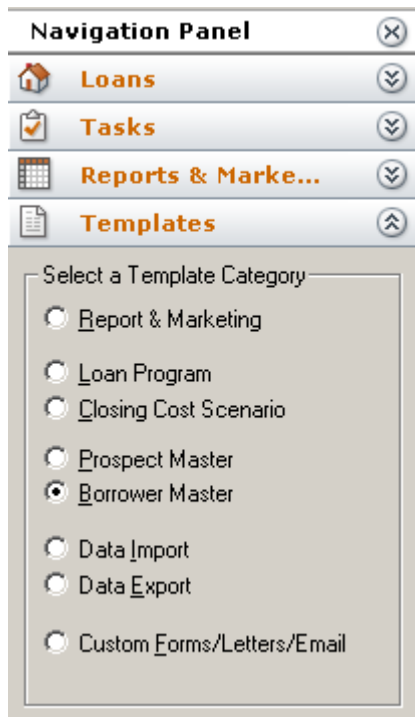 Navigation Panel
Loans
Tasks
Reports & Marke...
Templates
Select a Template Category
Report & Marketing
Loan Program
Closing Cost Scenario
Prospect Master
Borrower Master
Data Import
Data Export
Custom Forms/Letters/Email